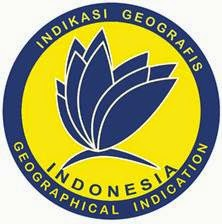 INDIKASI GEOGRAFIS
INDONESIA
GEOGRAPHICAL INDICATION